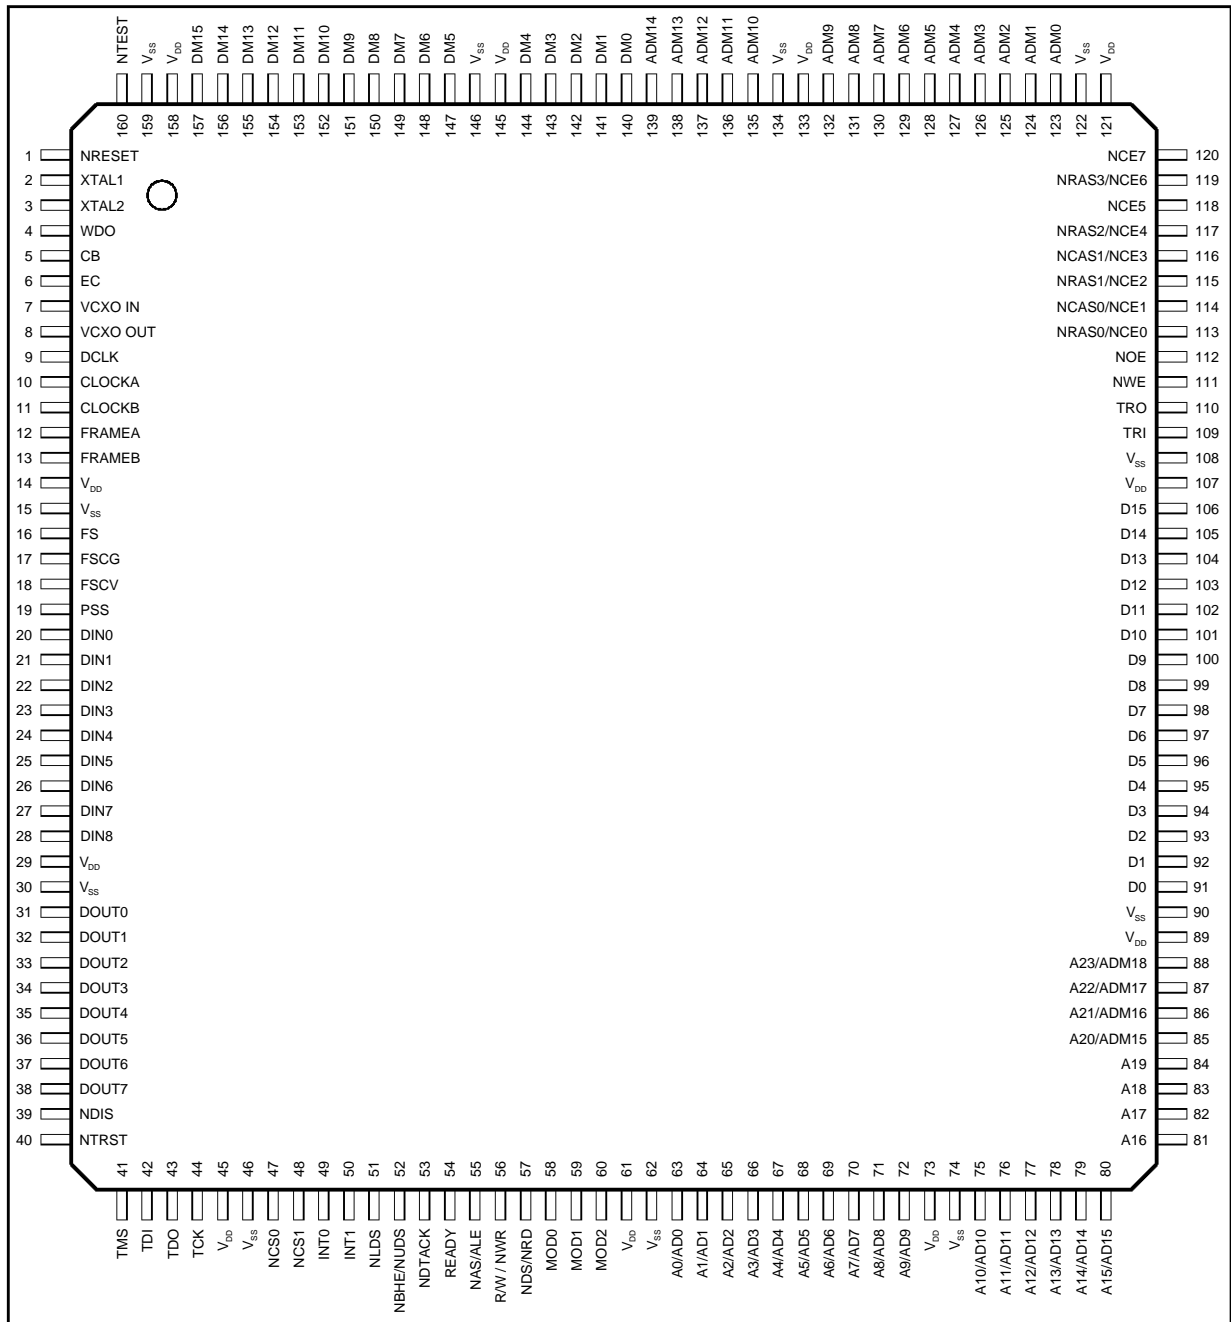 NTEST VSS VDD DM15 DM14 DM13 DM12 DM11 DM10 DM9 DM8 DM7 DM6 DM5 VSS VDD DM4 DM3 DM2 DM1 DM0 ADM14 ADM13 ADM12 ADM11 ADM10 VSS VDD ADM9 ADM8 ADM7 ADM6 ADM5 ADM4 ADM3 ADM2 ADM1 ADM0 VSS VDD
160 159 158 157 156 155 154 153 152 151 150 149 148 147 146 145 144 143 142 141 140 139 138 137 136 135 134 133 132 131 130 129 128 127 126 125 124 123 122 121
1 NRESET NCE7 120
2 XTAL1 NRAS3/NCE6 119
3 XTAL2 NCE5 118
4 WDO NRAS2/NCE4 117
5 CB NCAS1/NCE3 116
6 EC NRAS1/NCE2 115
7 VCXO IN NCAS0/NCE1 114
8 VCXO OUT NRAS0/NCE0 113
9 DCLK NOE 112
10 CLOCKA NWE 111
11 CLOCKB TRO 110
12 FRAMEA TRI 109
13 FRAMEB VSS 108
14 VDD VDD 107
15 VSS D15 106
16 FS D14 105
17 FSCG D13 104
18 FSCV D12 103
19 PSS D11 102
20 DIN0 D10 101
21 DIN1 D9 100
22 DIN2 D8 99
23 DIN3 D7 98
24 DIN4 D6 97
25 DIN5 D5 96
26 DIN6 D4 95
27 DIN7 D3 94
28 DIN8 D2 93
29 VDD D1 92
30 VSS D0 91
31 DOUT0 VSS 90
32 DOUT1 VDD 89
33 DOUT2 A23/ADM18 88
34 DOUT3 A22/ADM17 87
35 DOUT4 A21/ADM16 86
36 DOUT5 A20/ADM15 85
37 DOUT6 A19 84
38 DOUT7 A18 83
39 NDIS A17 82
40 NTRST A16 81
41 42 43 44 45 46 47 48 49 50 51 52 53 54 55 56 57 58 59 60 61 62 63 64 65 66 67 68 69 70 71 72 73 74 75 76 77 78 79 80
TMS TDI TDO TCK VDD VSS NCS0 NCS1 INT0 INT1 NLDS NBHE/NUDS NDTACK READY NAS/ALE R/W / NWR NDS/NRD MOD0 MOD1 MOD2 VDD VSS A0/AD0 A1/AD1 A2/AD2 A3/AD3 A4/AD4 A5/AD5 A6/AD6 A7/AD7 A8/AD8 A9/AD9 VDD VSS A10/AD10 A11/AD11 A12/AD12 A13/AD13 A14/AD14 A15/AD15